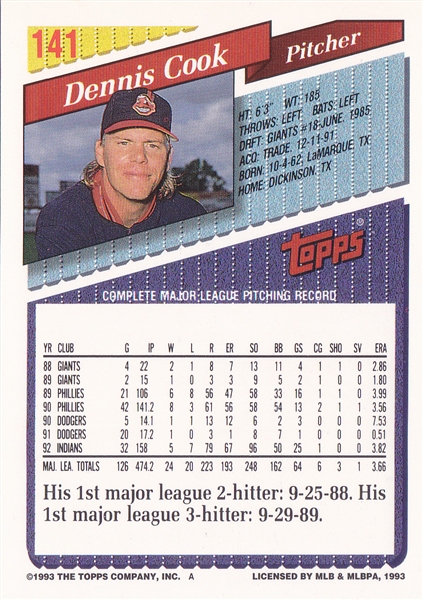 141
Dennis Cook
Pitcher
HT: 6'3" WT: 185
THROWS: LEFT BATS: LEFT
DRFT: GIANTS #18-JUNE, 1985
ACQ: TRADE, 12-11-91
BORN: 10-4-62, LaMARQUE, TX
HOME: DICKINSON, TX
TOPPS ®
COMPLETE MAJOR LEAGUE PITCHING RECORD
YR CLUB G IP W L R ER SO BB GS CG SHO SV ERA
88 GIANTS 4 22 2 1 8 7 13 11 4 1 1 0 2.86
89 GIANTS 2 15 1 0 3 3 9 5 2 1 0 0 1.80
89 PHILLIES 21 106 6 8 56 47 58 33 16 1 1 0 3.99
90 PHILLIES 42 141.2 8 3 61 56 58 54 13 2 1 1 3.56
90 DODGERS 5 14.1 1 1 13 12 6 2 3 0 0 0 7.53
91 DODGERS 20 17.2 1 0 3 1 8 7 1 0 0 0 0.51
92 INDIANS 32 158 5 7 79 67 96 50 25 1 0 0 3.82
MAJ. LEA. TOTALS 126 474.2 24 20 223 193 248 162 64 6 3 1 3.66
His 1st major league 2-hitter: 9-25-88. His
1st major league 3-hitter: 9-29-89.
©1993 THE TOPPS COMPANY, INC. A LICENSED BY MLB & MLBPA, 1993